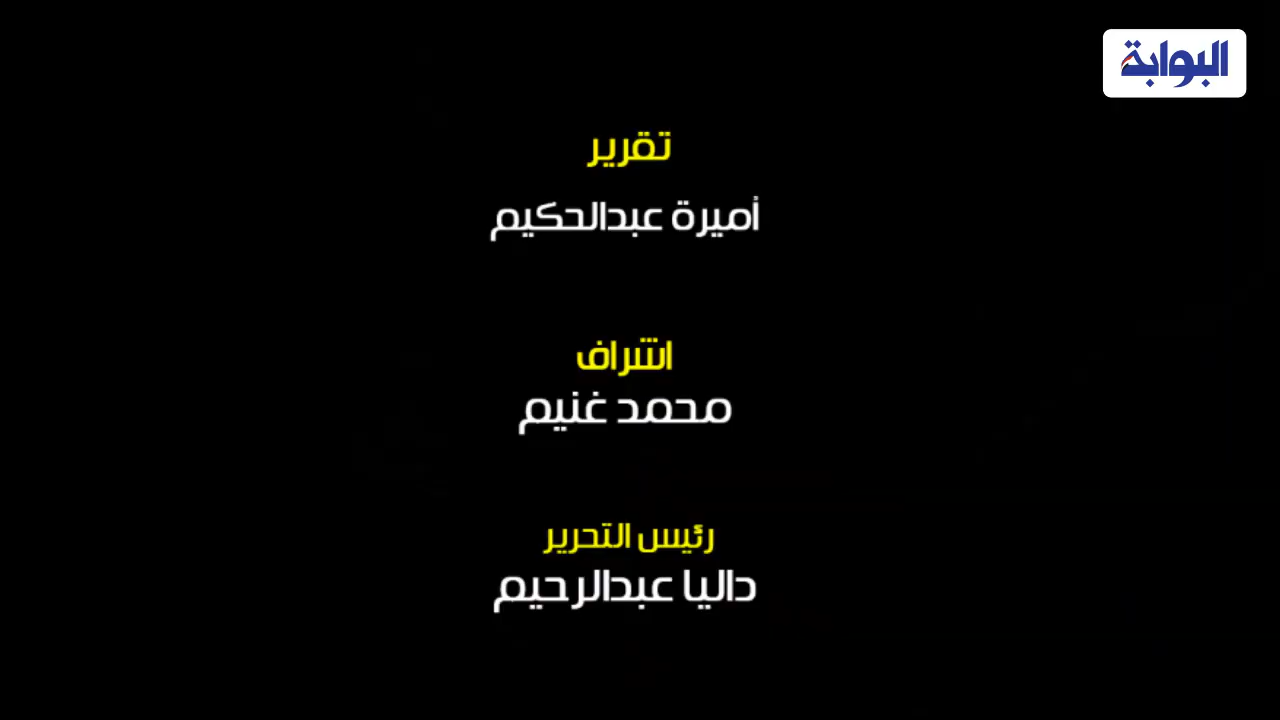 البوابة
تقرير
أميرة عبدالحكيم
اشراف
محمد غنيم
رئيس التحرير
داليا عبدالرحيم